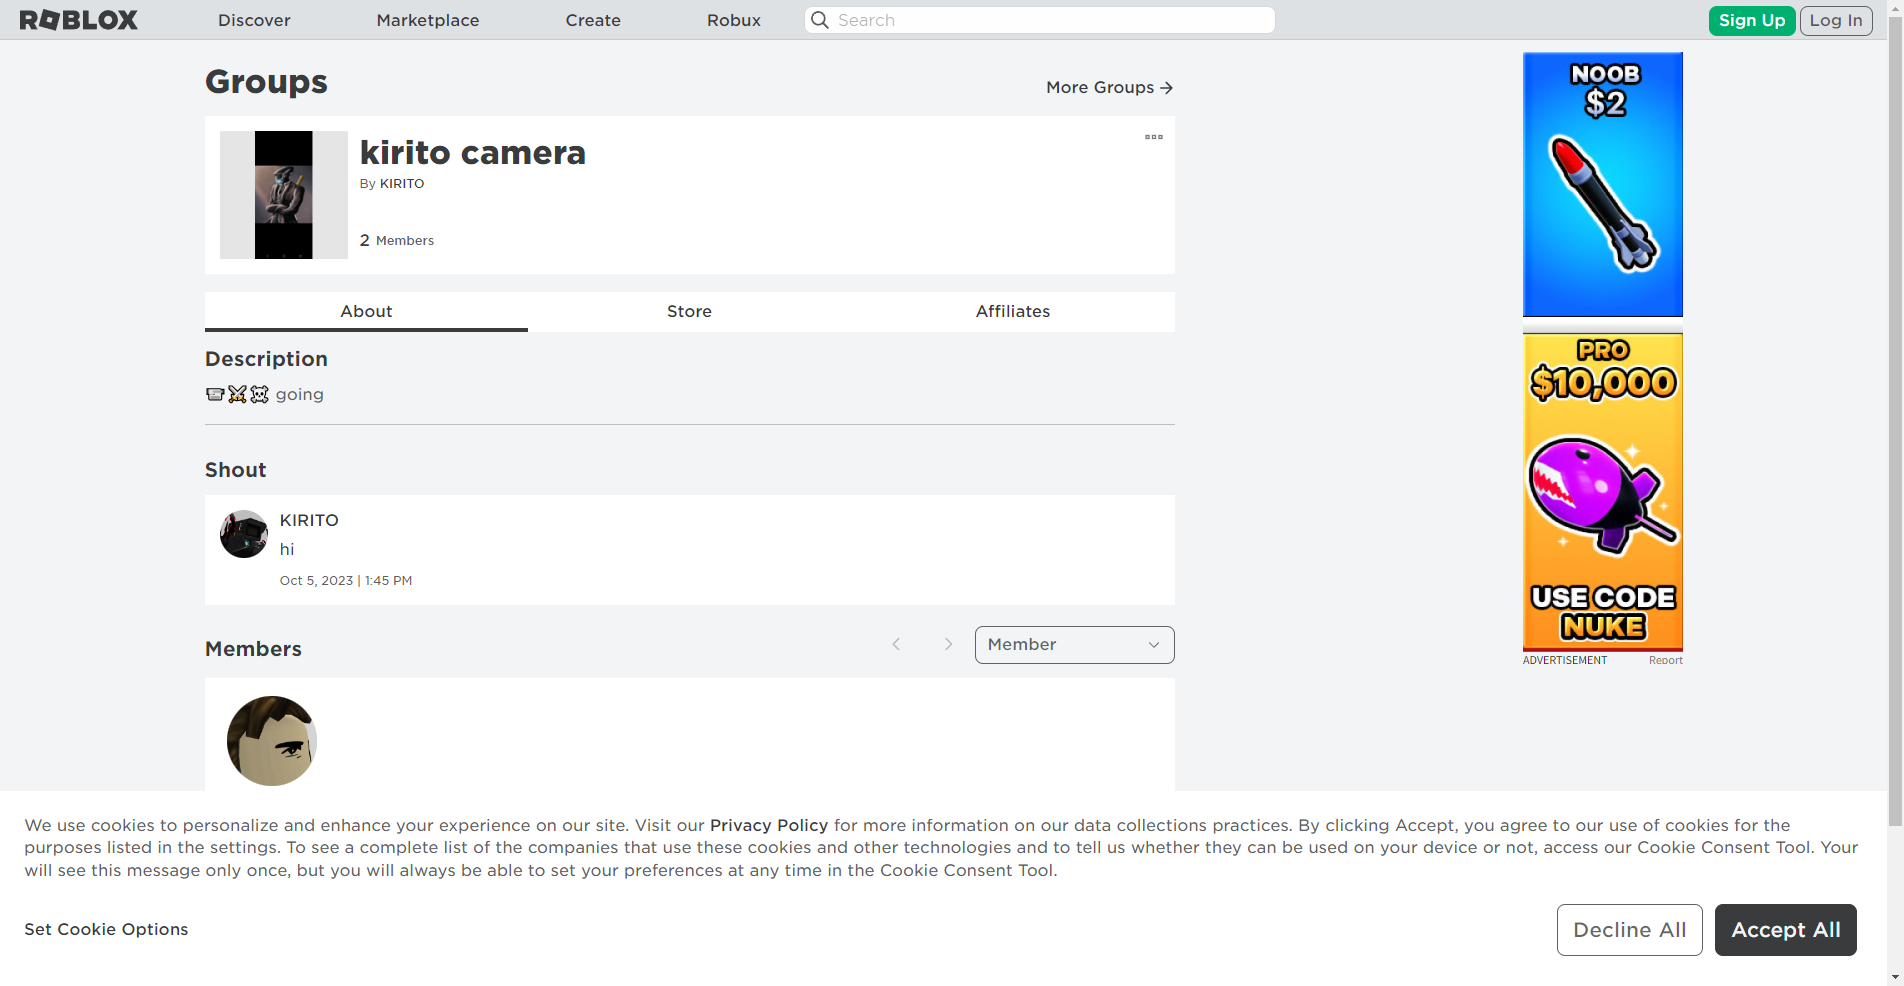 ROBLOX
Discover
Marketplace
Create
Robux
Search
Sign Up
Log In
Groups
More Groups
kirito camera
By KIRITO
2 Members
About
Store
Affiliates
Description
going
Shout
KIRITO
hi
Oct 5, 2023 | 1:45 PM
Members
Member
NOOB
$2
PRO
$10,000
USE CODE
NUKE
ADVERTISEMENT
Report
We use cookies to personalize and enhance your experience on our site. Visit our Privacy Policy for more information on our data collections practices. By clicking Accept, you agree to our use of cookies for the
purposes listed in the settings. To see a complete list of the companies that use these cookies and other technologies and to tell us whether they can be used on your device or not, access our Cookie Consent Tool. Your
will see this message only once, but you will always be able to set your preferences at any time in the Cookie Consent Tool.
Set Cookie Options
Decline All
Accept All